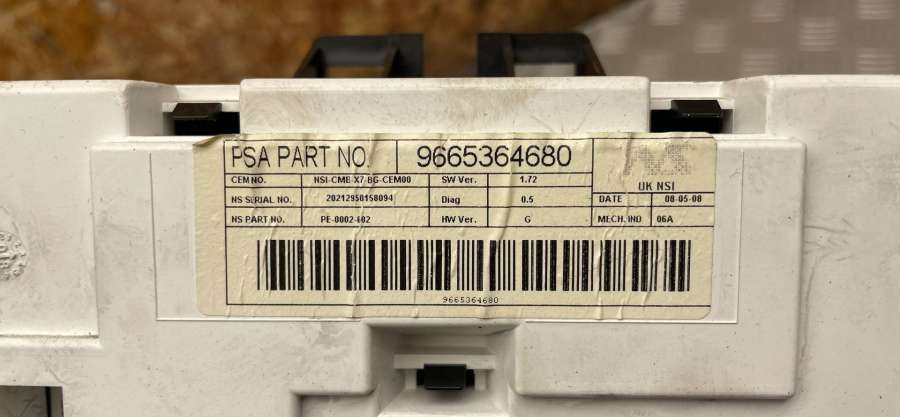 PSA PART NO. 9665364680
CEM NO. NSI-CMB-X7-BG-CEM00 SW Ver. 1.72
UK NSI
NS SERIAL NO. 20212950158094 Diag 0.5 DATE 08-05-08
NS PART NO. PE-0002-602 HW Ver. G MECH. IND 06A
9665364680